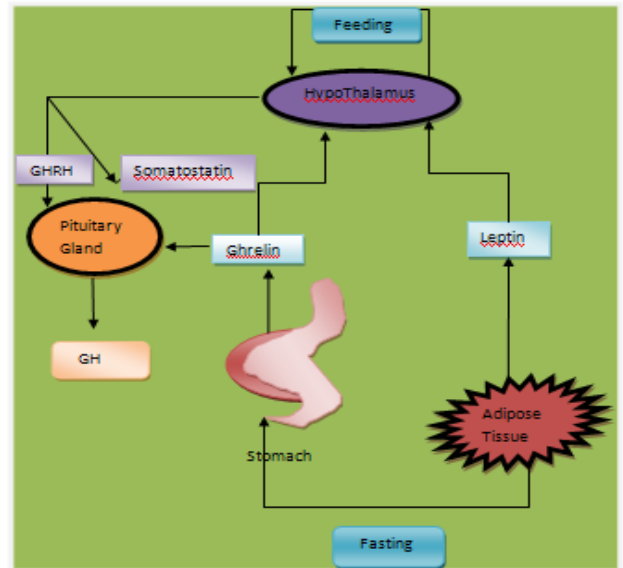 Feeding
HypoThalamus
GHRH
Somatostatin
Pituitary
Gland
Ghrelin
Leptin
GH
Adipose
Tissue
Stomach
Fasting